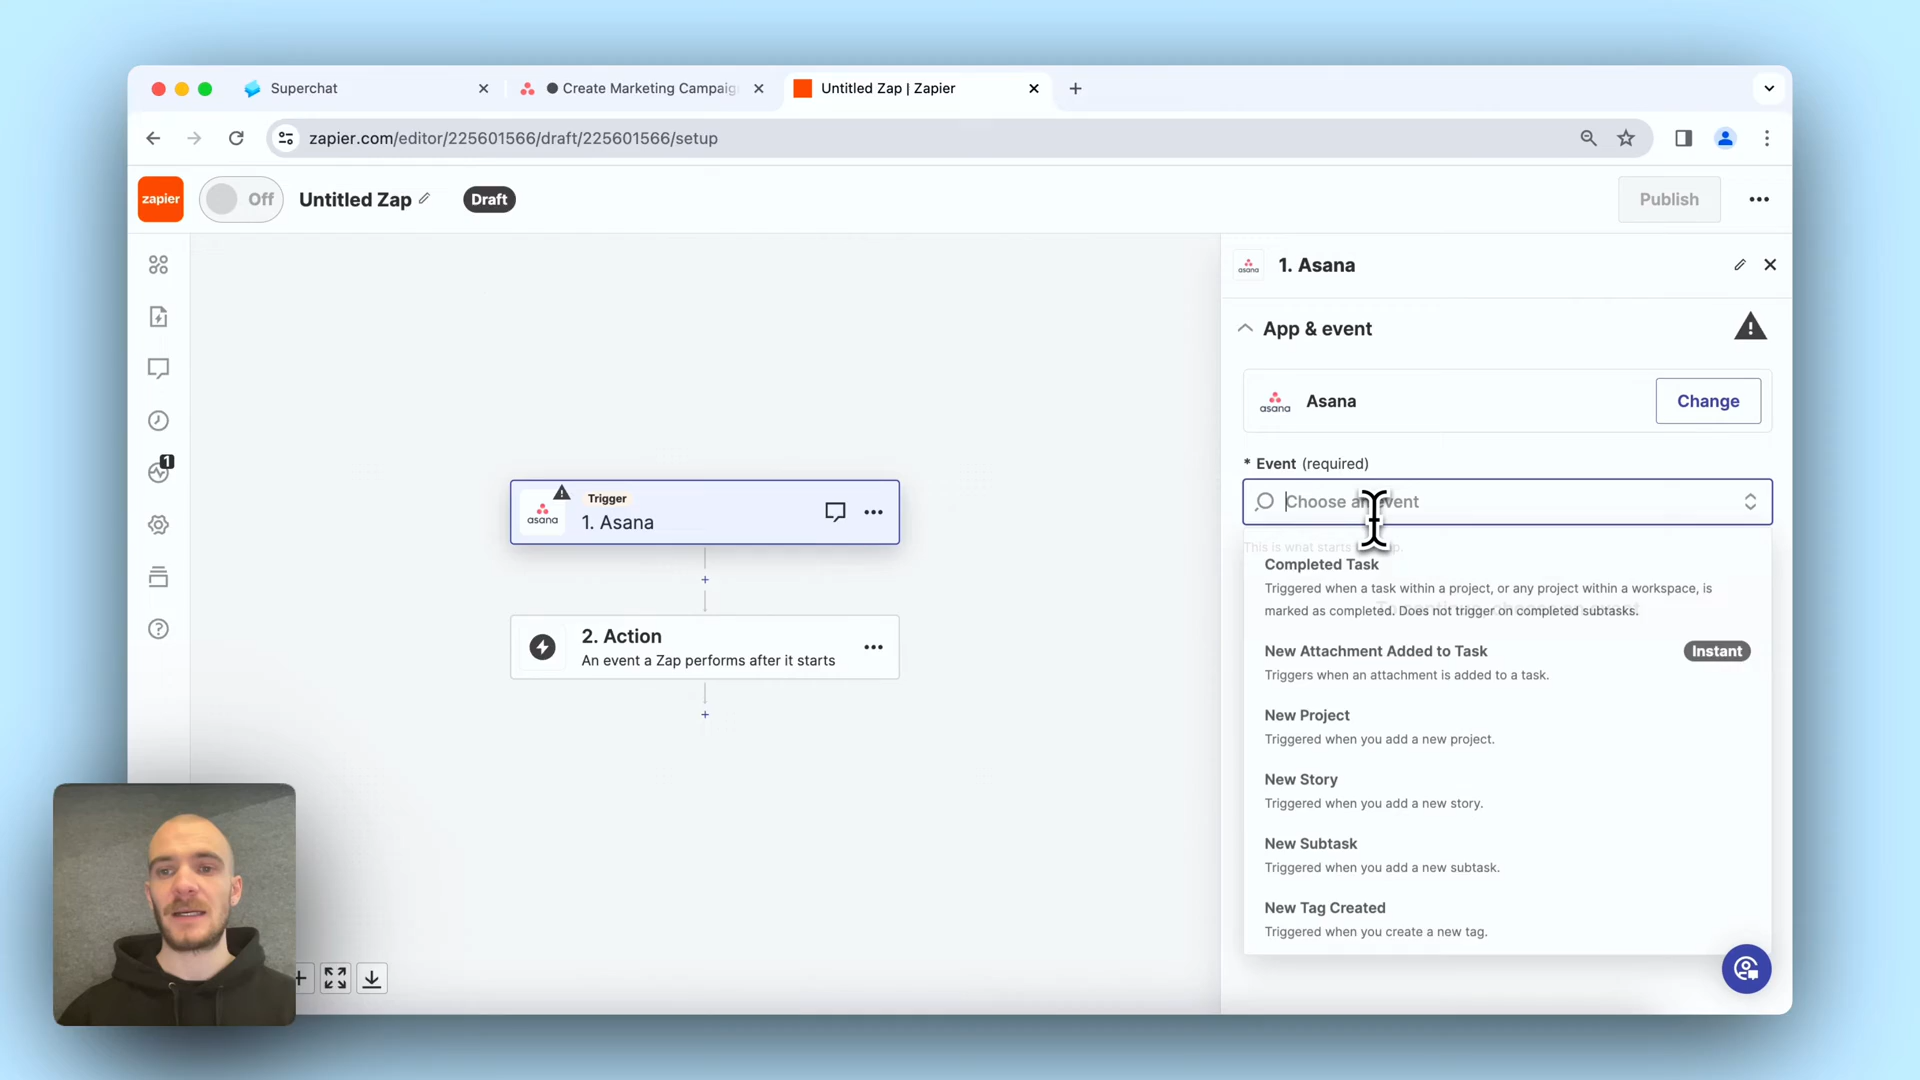 Superchat
Create Marketing Campaig
Untitled Zap | Zapier
zapier.com/editor/225601566/draft/225601566/setup
zapier
Off
Untitled Zap
Draft
Publish
asana
1. Asana
App & event
asana
Asana
Change
* Event (required)
Choose an event
This is what starts
Completed Task
Triggered when a task within a project, or any project within a workspace, is
marked as completed. Does not trigger on completed subtasks.
New Attachment Added to Task
Instant
Triggers when an attachment is added to a task.
New Project
Triggered when you add a new project.
New Story
Triggered when you add a new story.
New Subtask
Triggered when you add a new subtask.
New Tag Created
Triggered when you create a new tag.
1
asana
Trigger
1. Asana
2. Action
An event a Zap performs after it starts